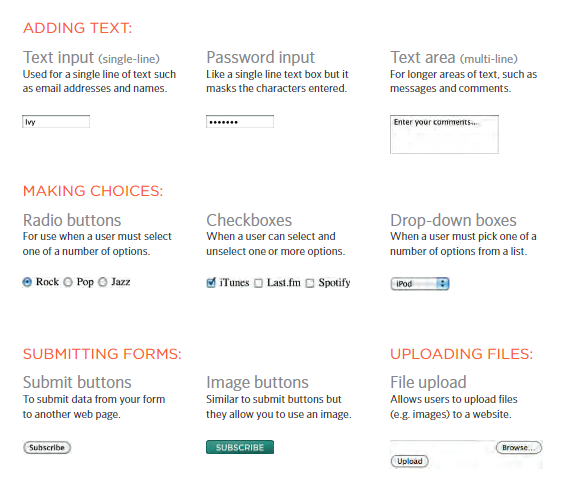 ADDING TEXT:
Text input (single-line)
Used for a single line of text such
as email addresses and names.
Ivy
Password input
Like a single line text box but it
masks the characters entered.
•••••••
Text area (multi-line)
For longer areas of text, such as
messages and comments.
Enter your comments...
MAKING CHOICES:
Radio buttons
For use when a user must select
one of a number of options.
Rock Pop Jazz
Checkboxes
When a user can select and
unselect one or more options.
iTunes Last.fm Spotify
Drop-down boxes
When a user must pick one of a
number of options from a list.
iPod
SUBMITTING FORMS:
Submit buttons
To submit data from your form
to another web page.
Subscribe
Image buttons
Similar to submit buttons but
they allow you to use an image.
SUBSCRIBE
UPLOADING FILES:
File upload
Allows users to upload files
(e.g. images) to a website.
Browse...
Upload